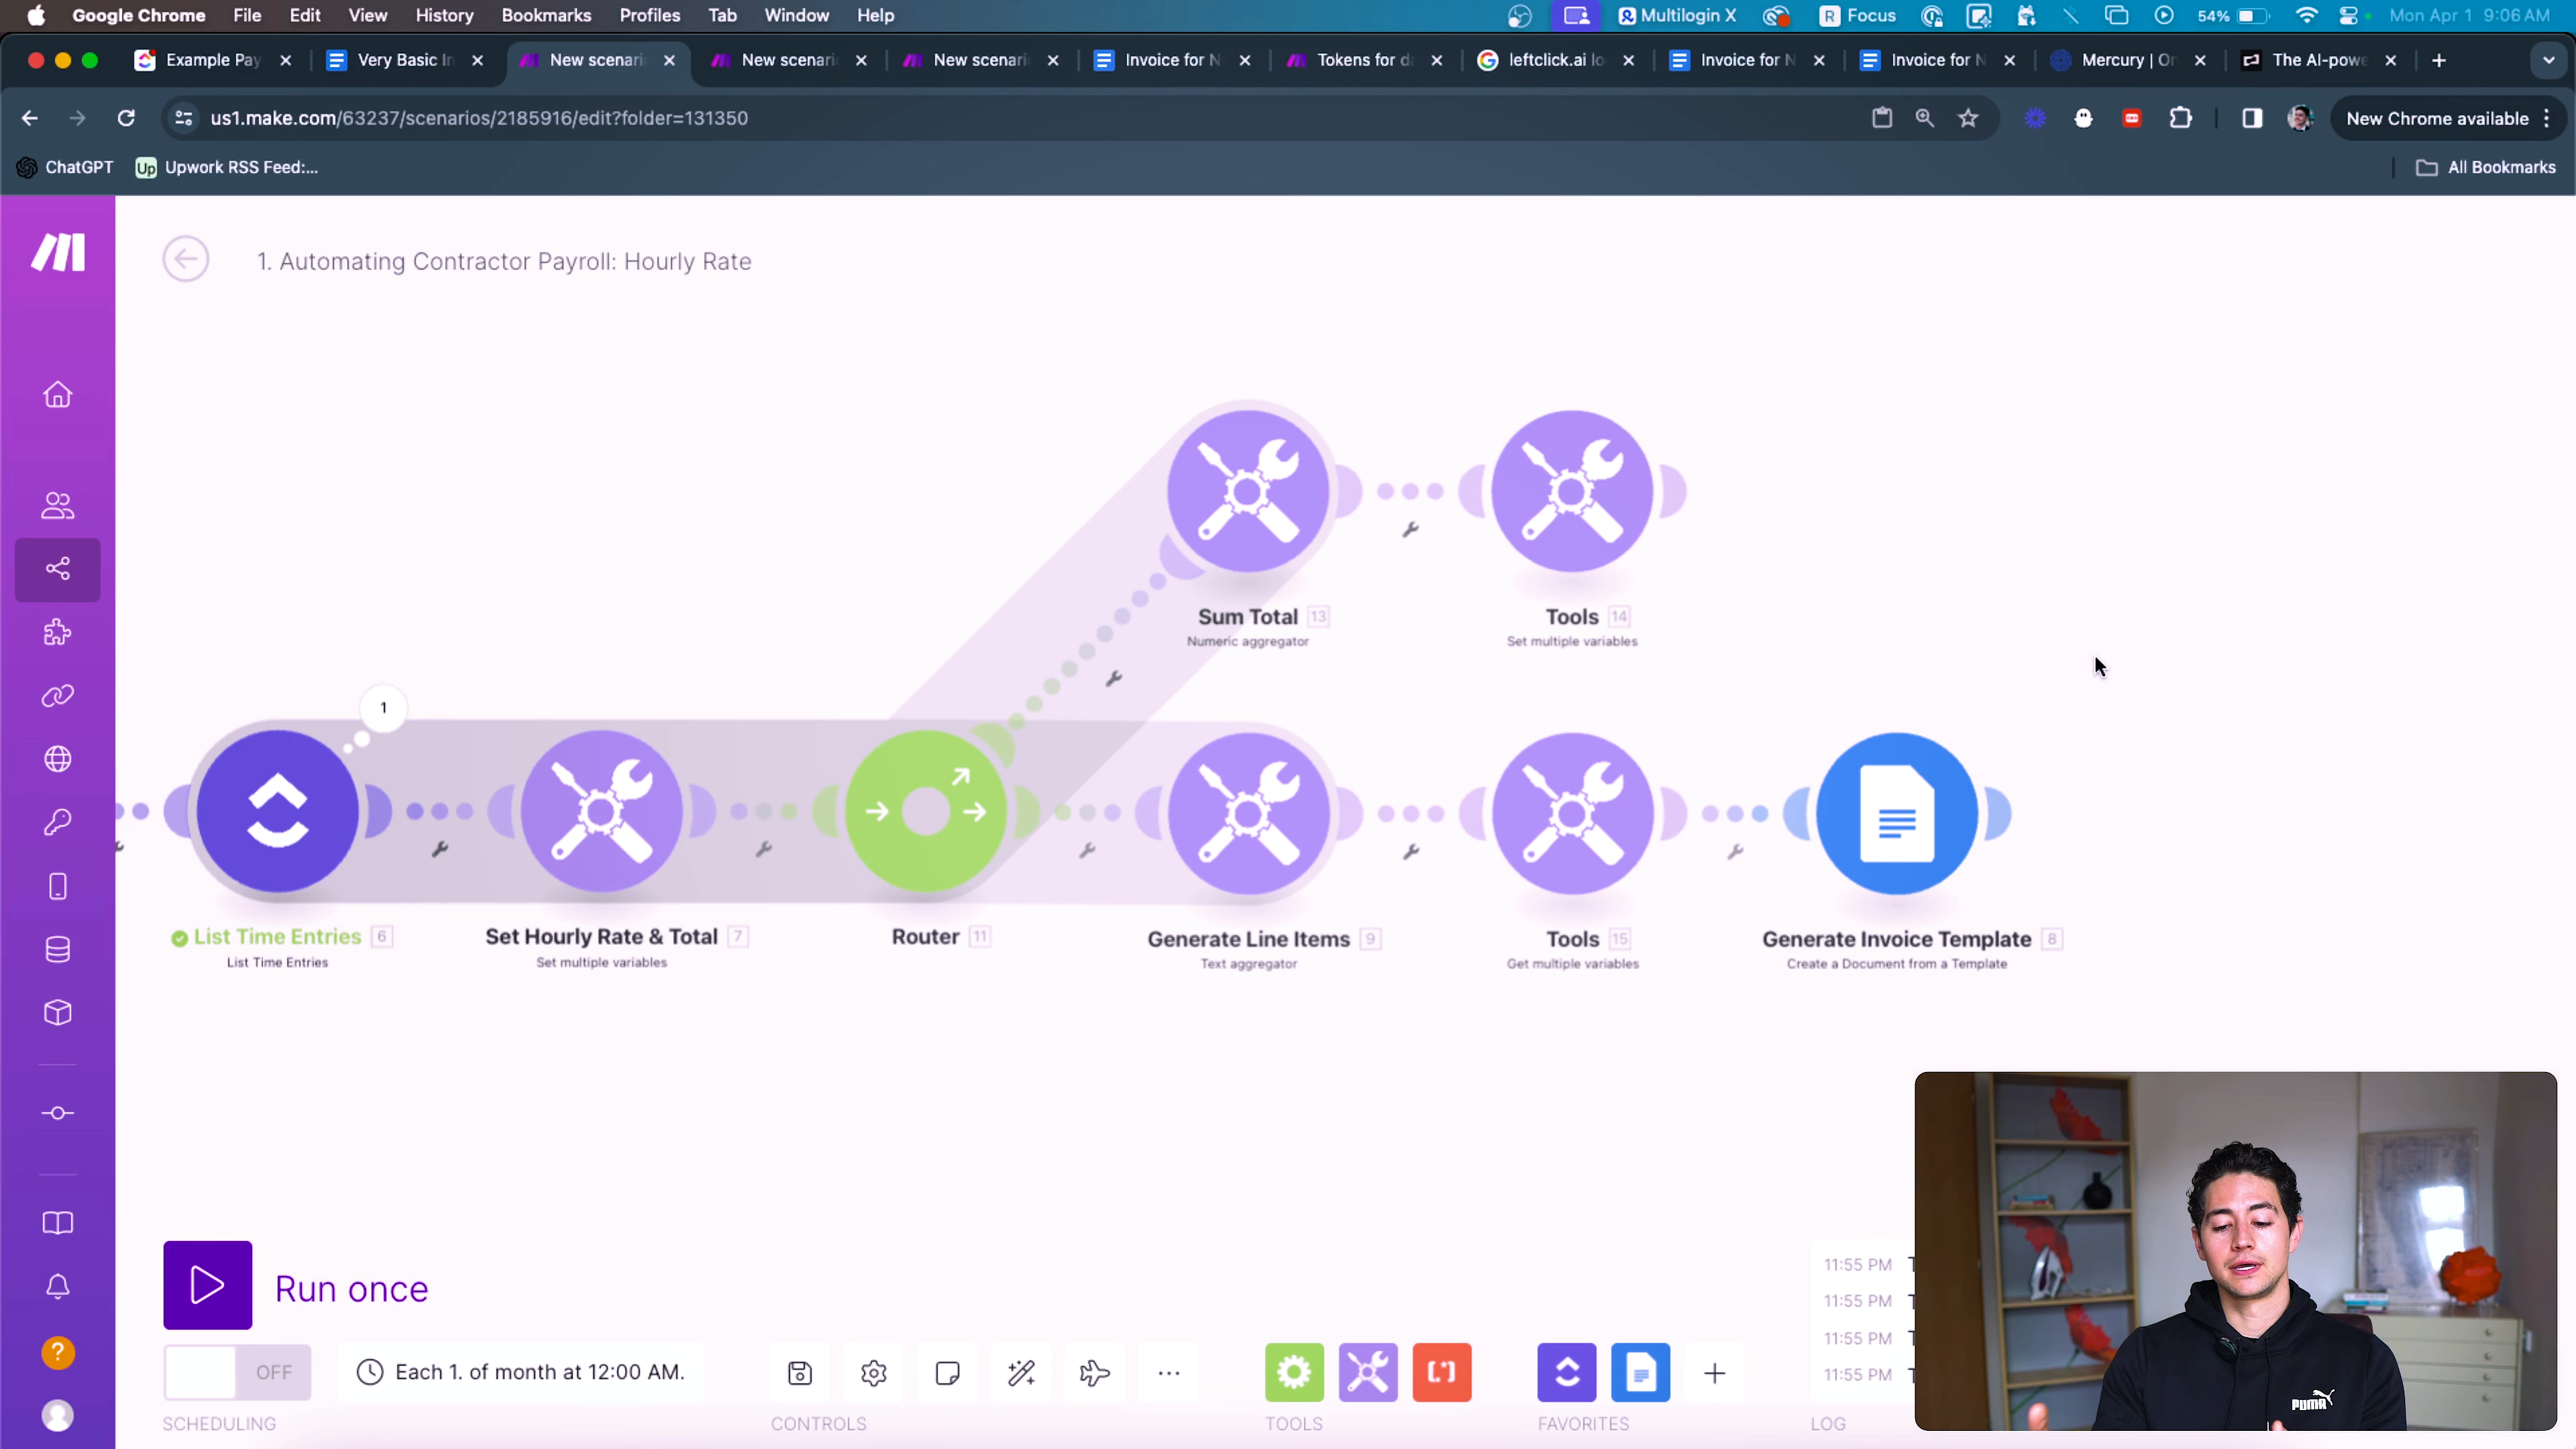 Google Chrome File Edit View History Bookmarks Profiles Tab Window Help Multilogin X R Focus 54% Mon Apr 1 9:06 AM
Example Pay Very Basic In New scenari New scenari New scenari Invoice for N Tokens for d leftclick.ai lo Invoice for N Invoice for N Mercury | On The AI-powe
us1.make.com/63237/scenarios/2185916/edit?folder=131350 New Chrome available
ChatGPT Up Upwork RSS Feed:... All Bookmarks
1. Automating Contractor Payroll: Hourly Rate
Sum Total 13
Numeric aggregator
Tools 14
Set multiple variables
1
List Time Entries 6
List Time Entries
Set Hourly Rate & Total 7
Set multiple variables
Router 11
Generate Line Items 9
Text aggregator
Tools 15
Get multiple variables
Generate Invoice Template 8
Create a Document from a Template
Run once
11:55 PM
11:55 PM
11:55 PM
11:55 PM
OFF Each 1. of month at 12:00 AM.
SCHEDULING CONTROLS TOOLS FAVORITES LOG
?
PUMA